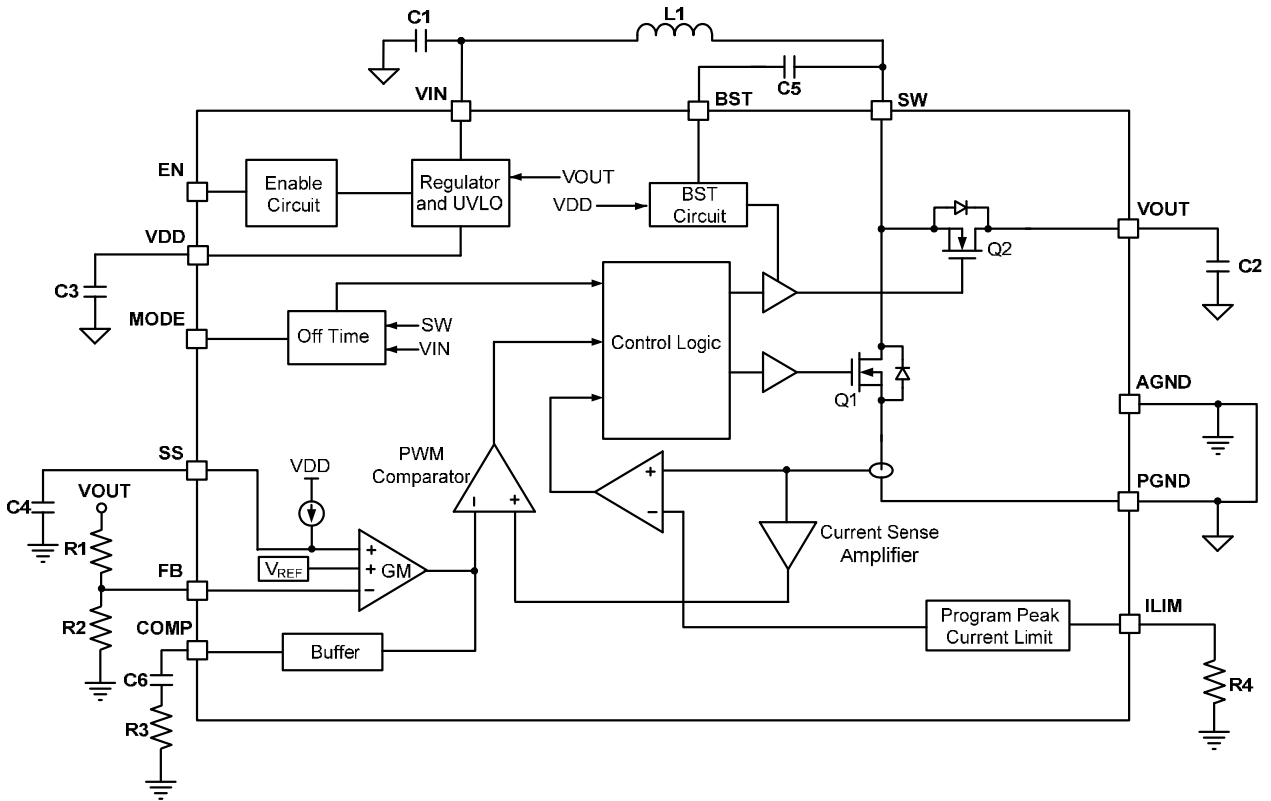 C1
L1
C5
VIN
BST
SW
EN
Enable
Circuit
Regulator
and UVLO
VOUT
VDD
BST
Circuit
VOUT
Q2
C2
VDD
C3
MODE
Off Time
SW
VIN
Control Logic
Q1
AGND
SS
VDD
PWM
Comparator
+
−
PGND
C4
VOUT
R1
VREF
+
+
−
GM
−
+
Current Sense
Amplifier
FB
R2
COMP
Buffer
Program Peak
Current Limit
ILIM
C6
R3
R4